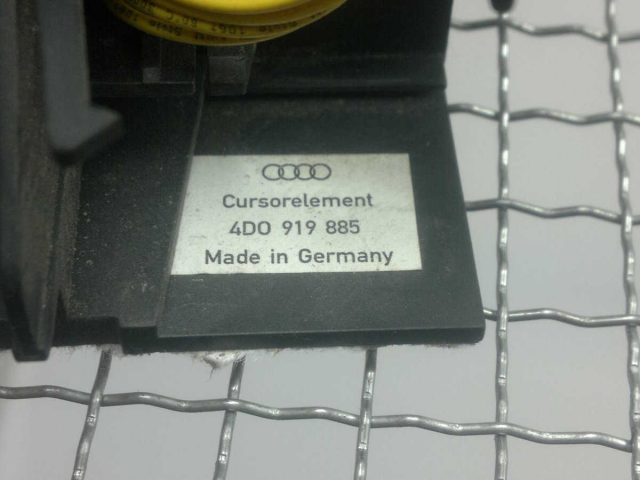 Cursorelement
4D0 919 885
Made in Germany